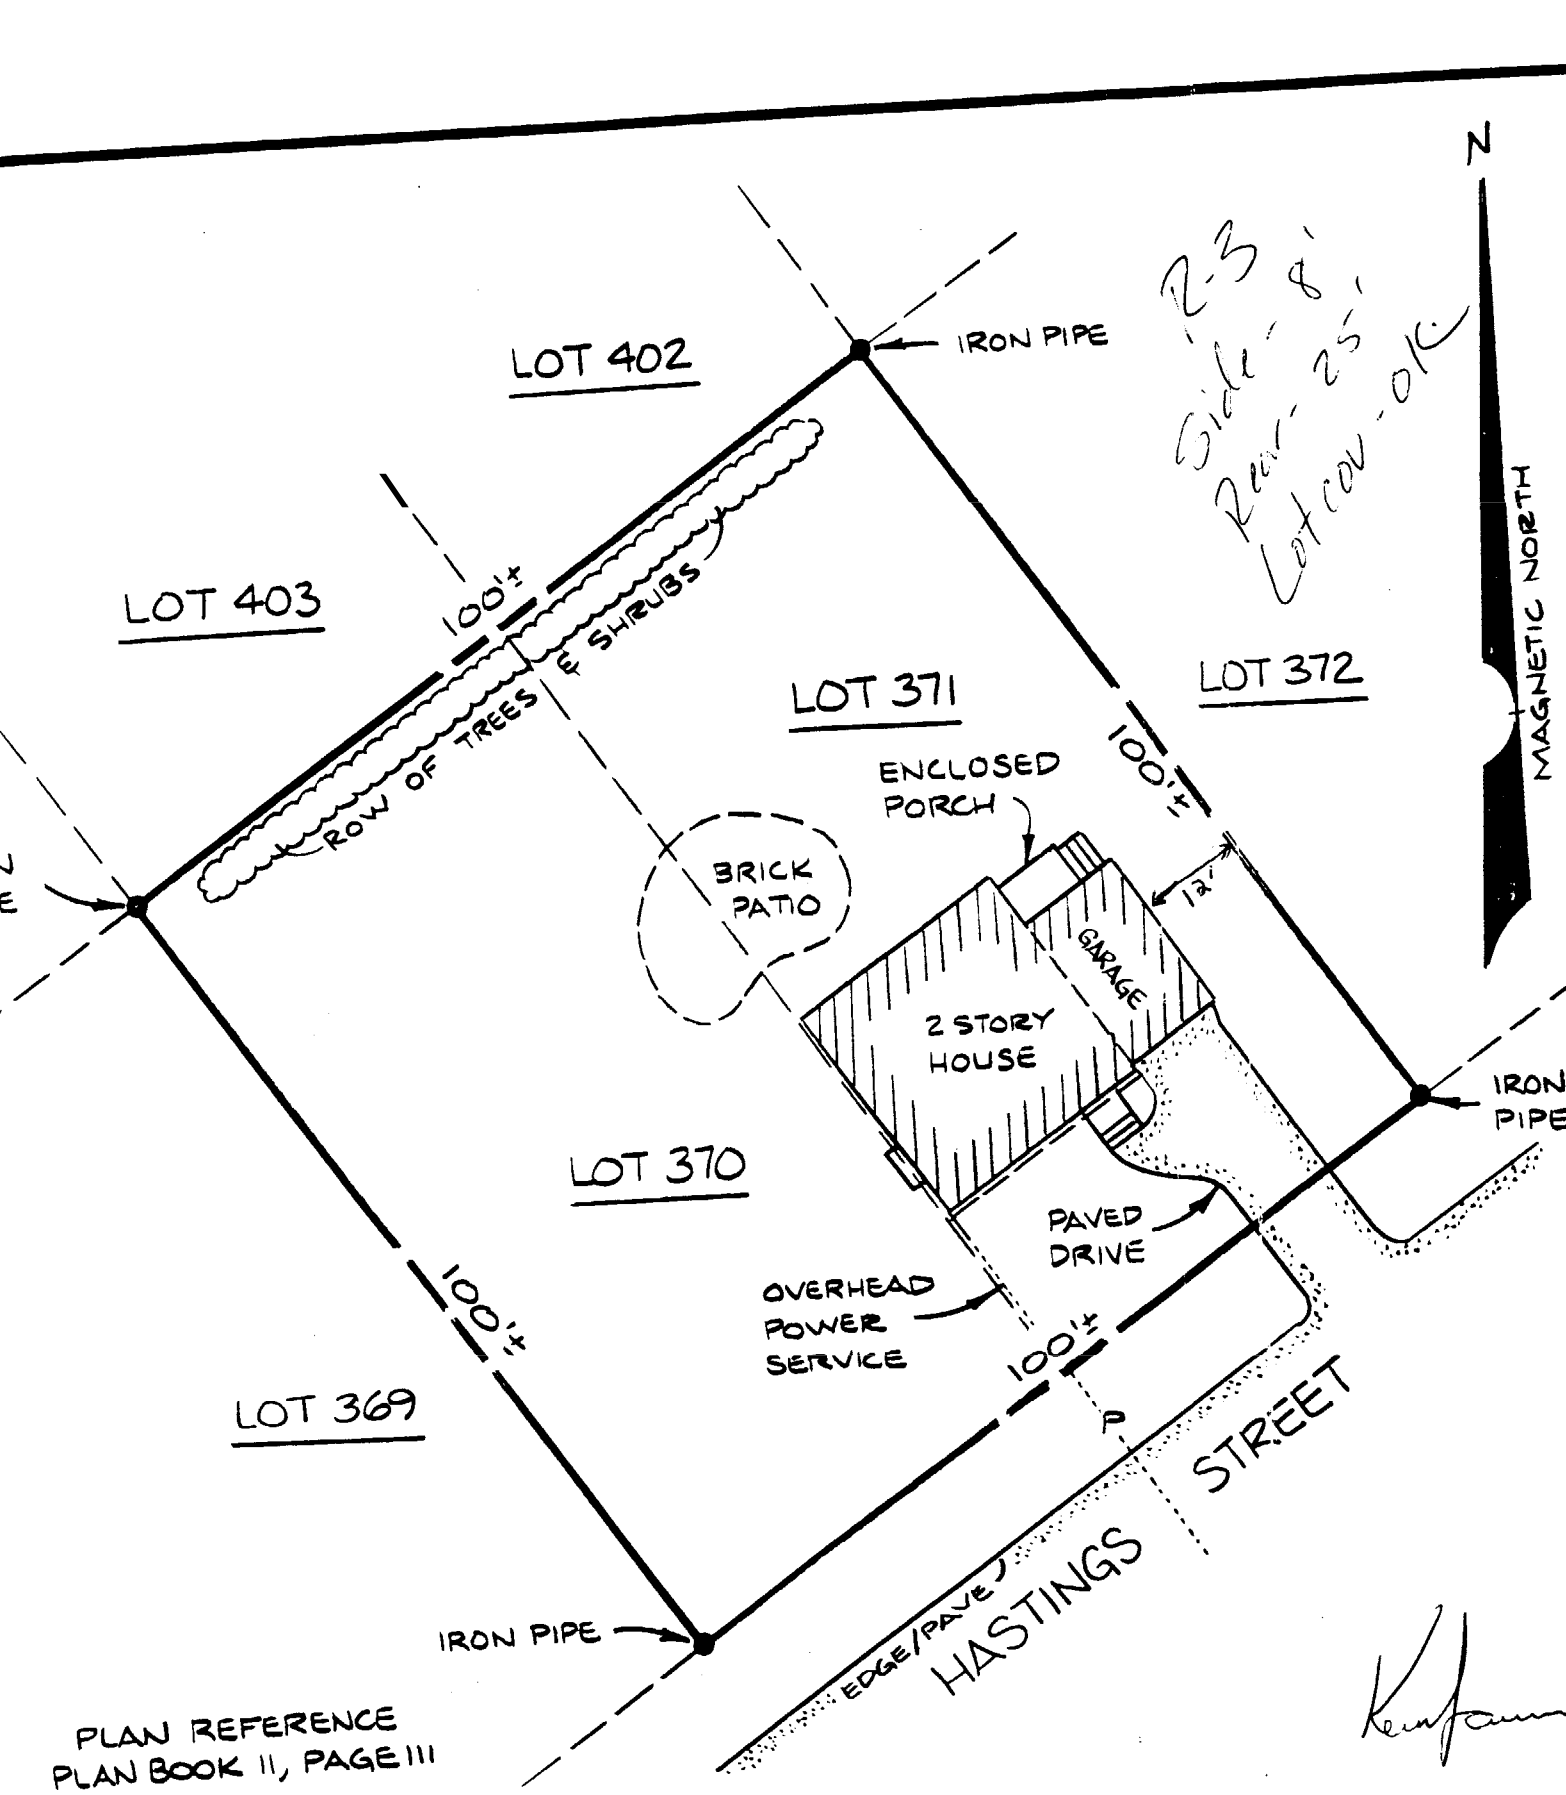 N
R-3
Side - 8'
Rear - 25'
Lot cov - OK
LOT 402
IRON PIPE
MAGNETIC NORTH
LOT 403
100'±
ROW OF TREES & SHRUBS
LOT 371
LOT 372
100'±
ENCLOSED
PORCH
12'
BRICK
PATIO
GARAGE
2 STORY
HOUSE
IRON
PIPE
LOT 370
PAVED
DRIVE
100'±
OVERHEAD
POWER
SERVICE
100'±
LOT 369
P
HASTINGS STREET
EDGE/PAVE
IRON PIPE
PLAN REFERENCE
PLAN BOOK 11, PAGE 111